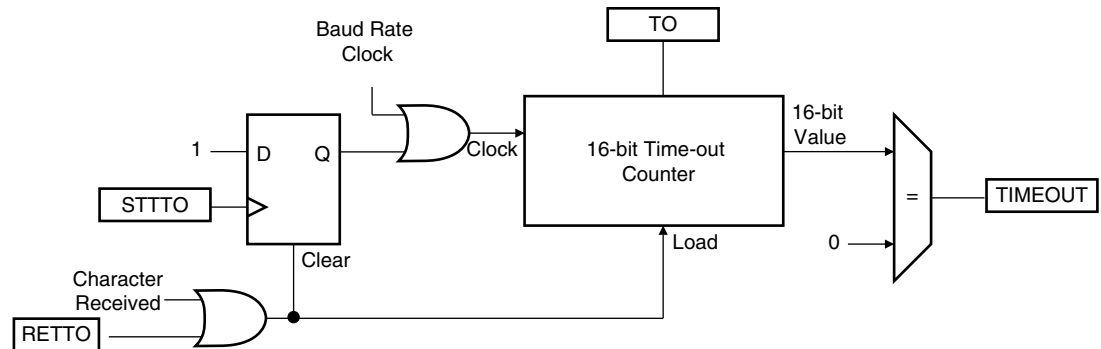 TO
Baud Rate
Clock
16-bit
Value
1
D
Q
Clock
16-bit Time-out
Counter
STTTO
=
TIMEOUT
Clear
Load
0
Character
Received
RETTO